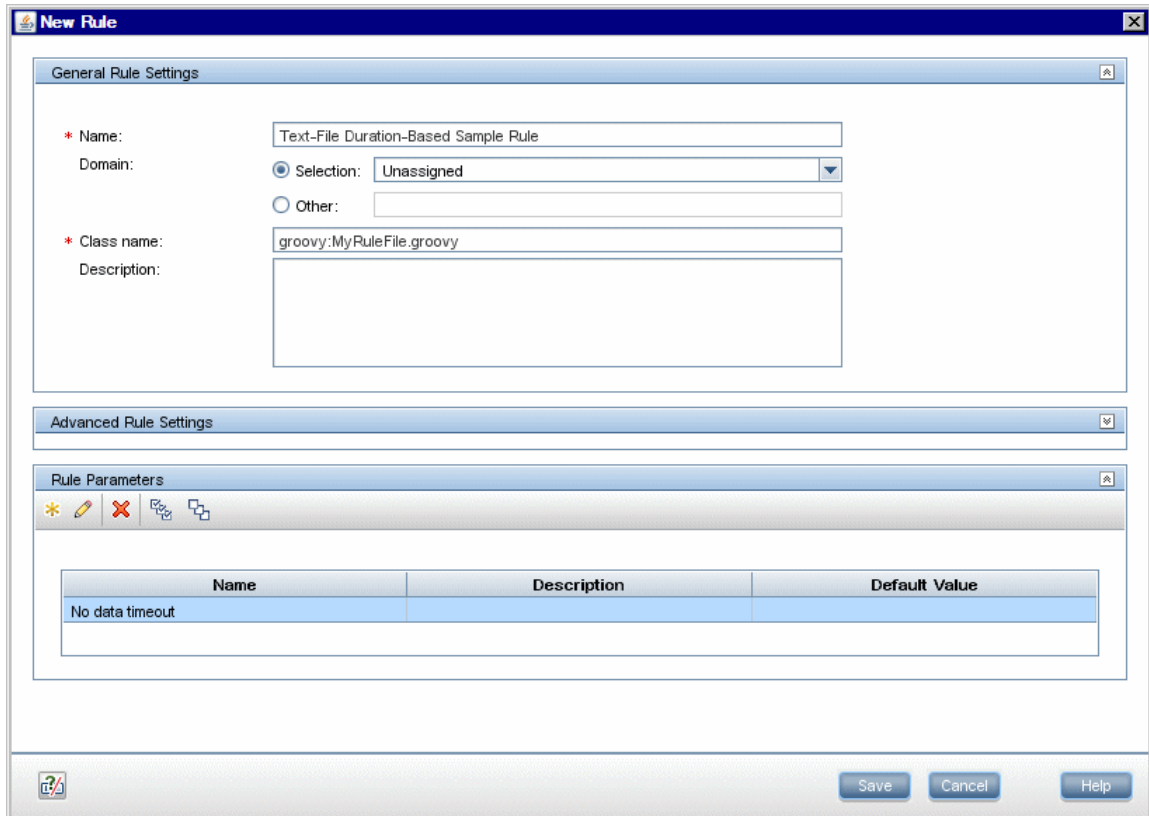 New Rule
General Rule Settings
* Name: Text-File Duration-Based Sample Rule
Domain: Selection: Unassigned
Other:
* Class name: groovy:MyRuleFile.groovy
Description:
Advanced Rule Settings
Rule Parameters
Name Description Default Value
No data timeout
Save Cancel Help